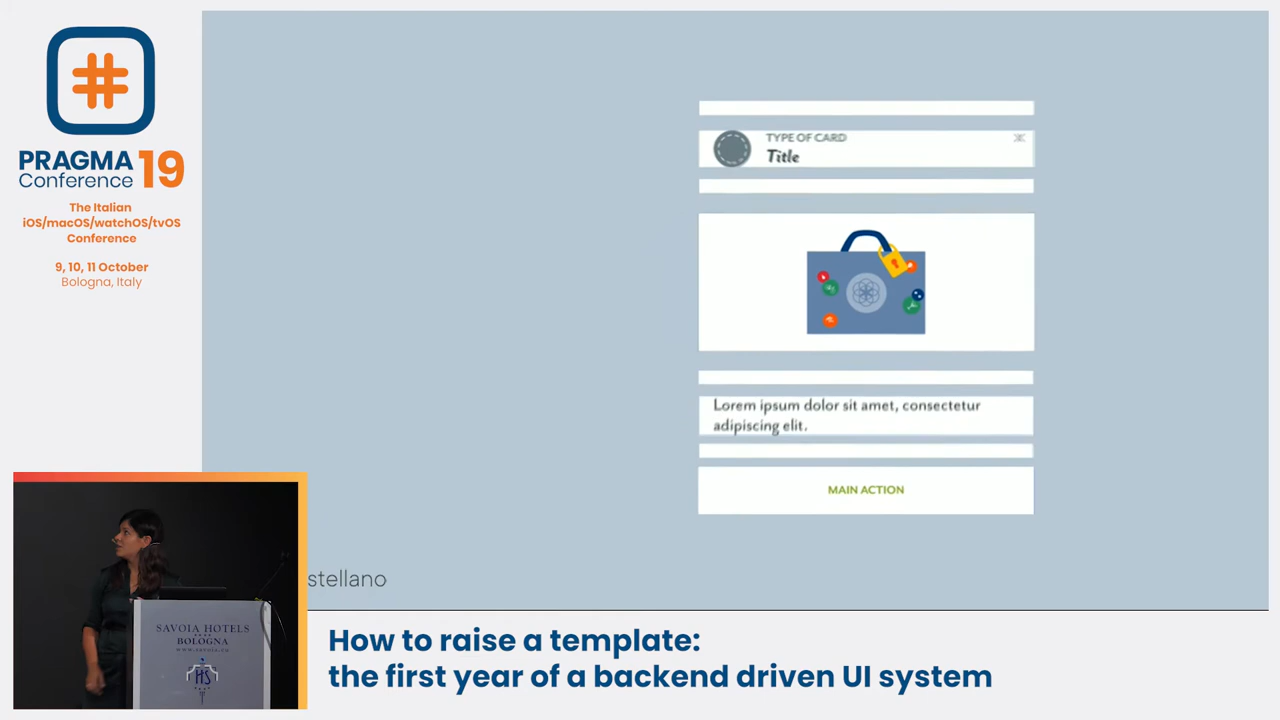 PRAGMA
Conference
19
The Italian
iOS/macOS/watchOS/tvOS
Conference
9, 10, 11 October
Bologna, Italy
TYPE OF CARD
Title
Lorem ipsum dolor sit amet, consectetur
adipiscing elit.
MAIN ACTION
stellano
SAVOIA HOTELS
BOLOGNA
HS
How to raise a template:
the first year of a backend driven UI system